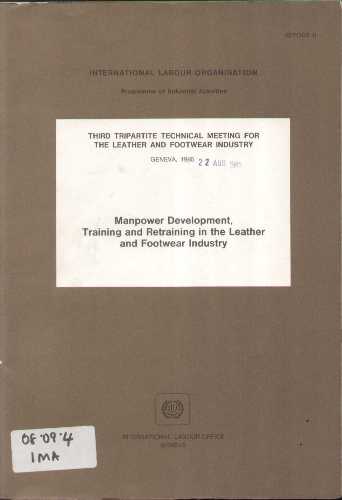 REPORT II
INTERNATIONAL LABOUR ORGANISATION
Programme of Industrial Activities
THIRD TRIPARTITE TECHNICAL MEETING FOR
THE LEATHER AND FOOTWEAR INDUSTRY
GENEVA, 1985 22 AUG 1985
Manpower Development,
Training and Retraining in the Leather
and Footwear Industry
INTERNATIONAL LABOUR OFFICE
GENEVA
OF '09'4
IMA